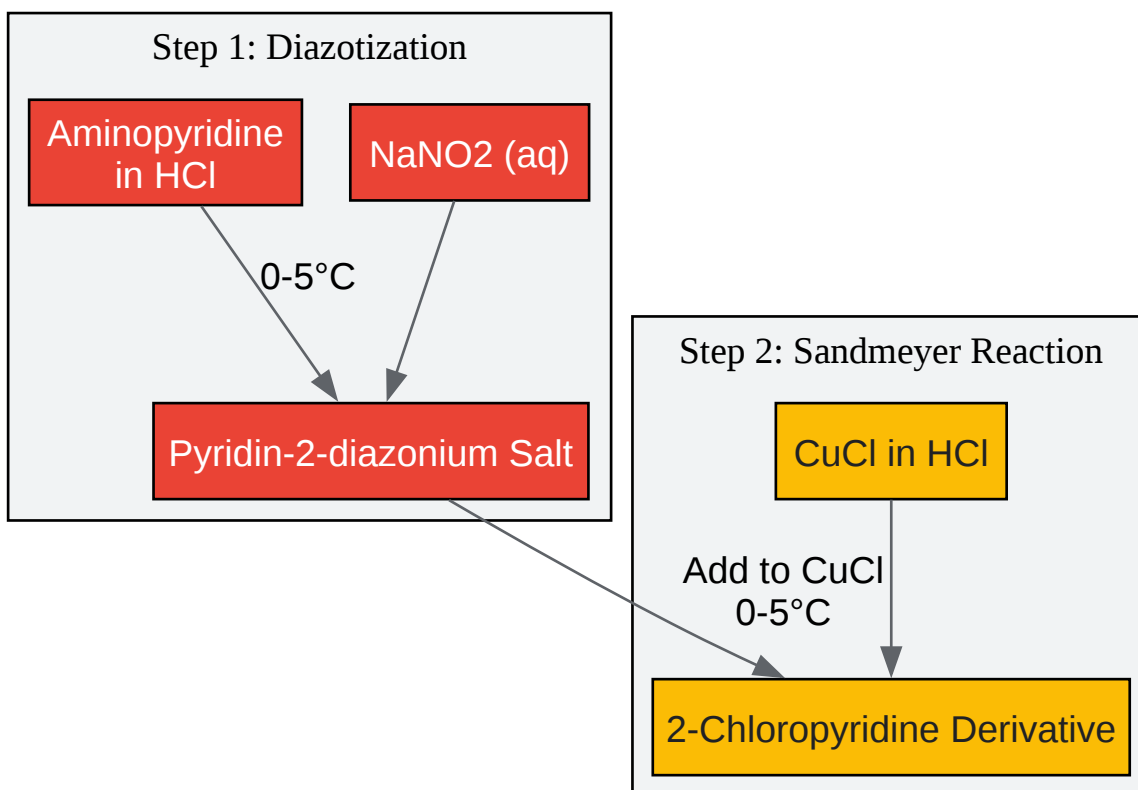 Step 1: Diazotization
Aminopyridine
in HCl
NaNO2 (aq)
0-5°C
Pyridin-2-diazonium Salt
Step 2: Sandmeyer Reaction
CuCl in HCl
Add to CuCl
0-5°C
2-Chloropyridine Derivative